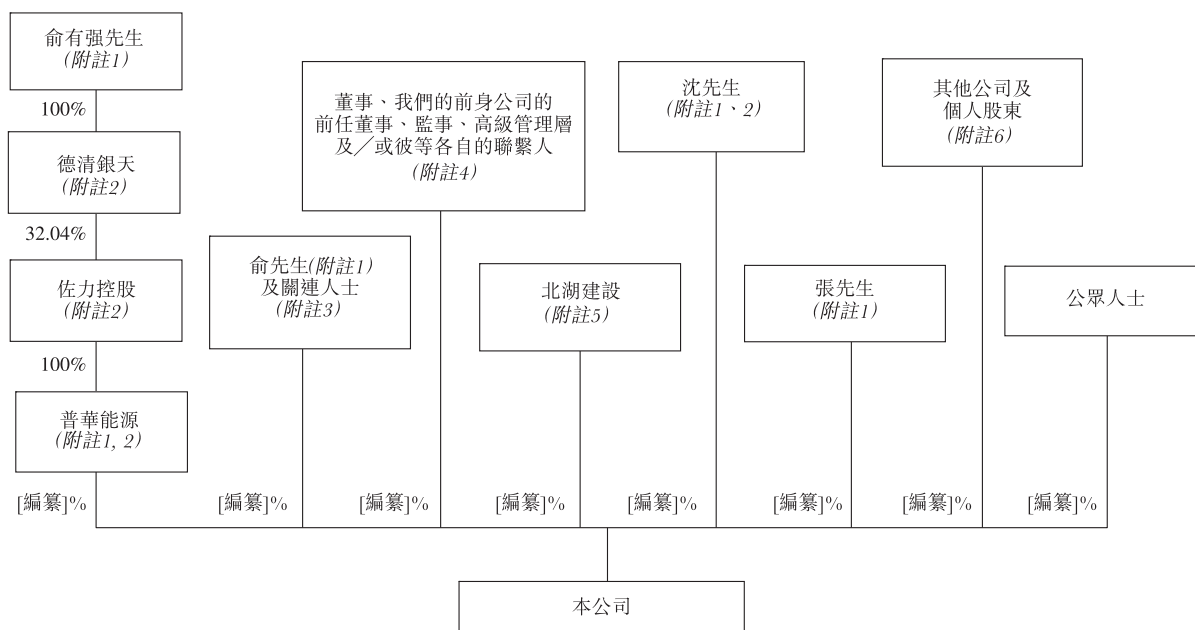 俞有强先生
(附註1)
100%
德清銀天
(附註2)
32.04%
佐力控股
(附註2)
100%
普華能源
(附註1, 2)
俞先生(附註1)
及關連人士
(附註3)
董事、我們的前身公司的
前任董事、監事、高級管理層
及╱或彼等各自的聯繫人
(附註4)
北湖建設
(附註5)
沈先生
(附註1、2)
張先生
(附註1)
其他公司及
個人股東
(附註6)
公眾人士
[編纂]%
[編纂]%
[編纂]%
[編纂]%
[編纂]%
[編纂]%
[編纂]%
[編纂]%
本公司